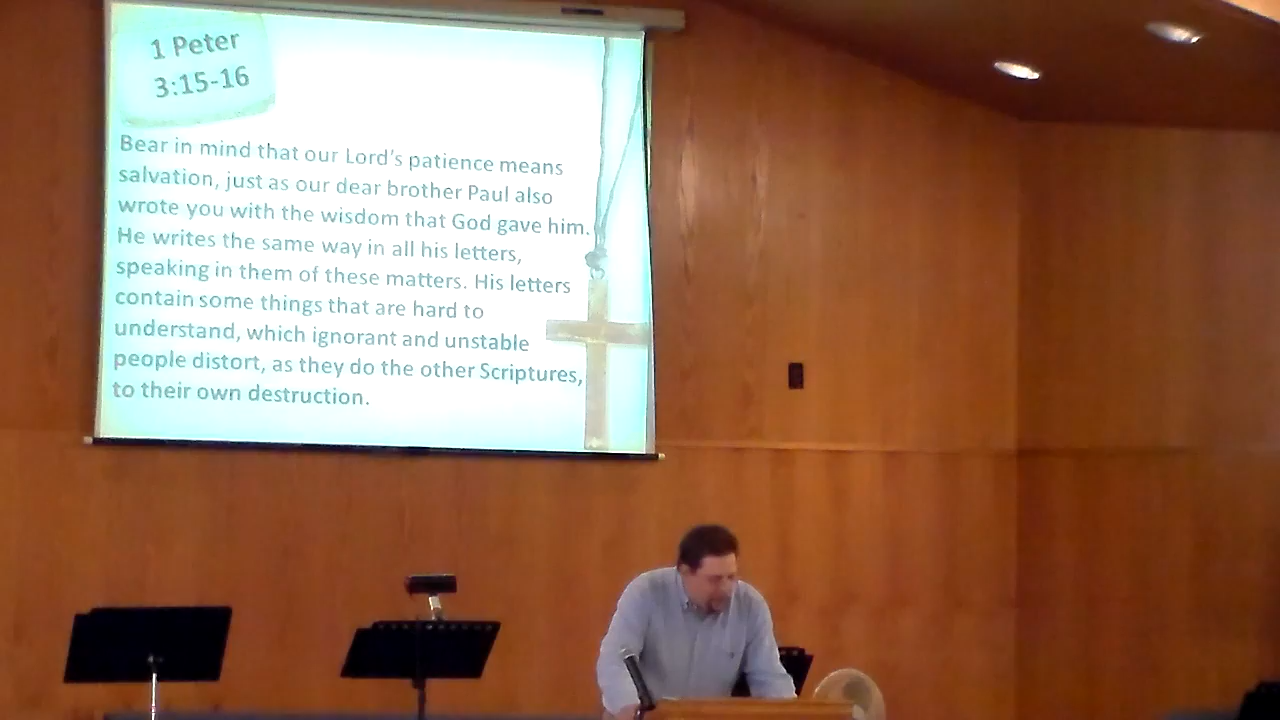 1 Peter
3:15-16
Bear in mind that our Lord's patience means
salvation, just as our dear brother Paul also
wrote you with the wisdom that God gave him.
He writes the same way in all his letters,
speaking in them of these matters. His letters
contain some things that are hard to
understand, which ignorant and unstable
people distort, as they do the other Scriptures,
to their own destruction.